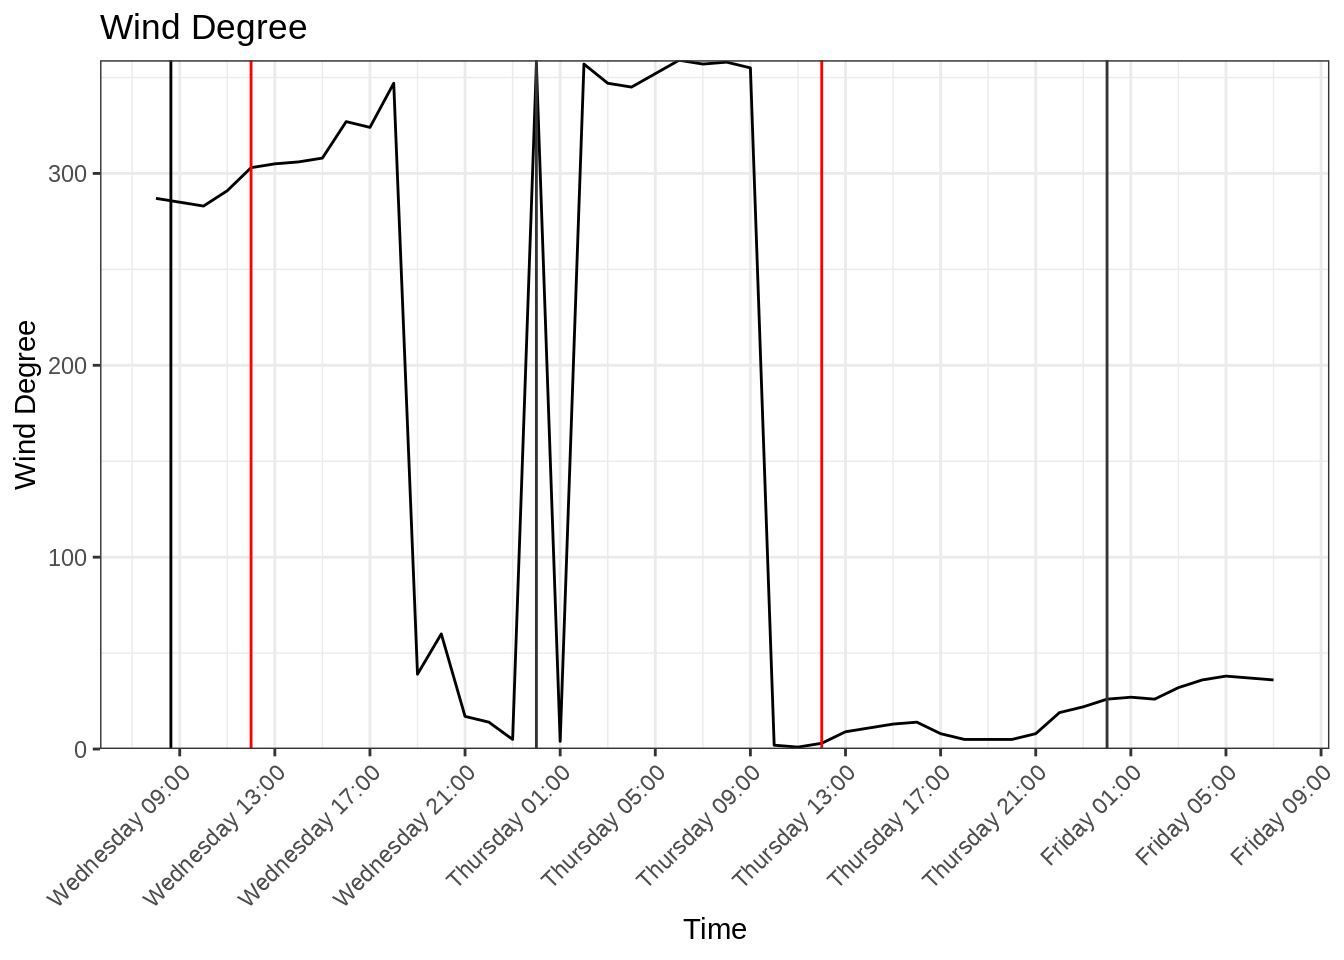 Wind Degree
Wind Degree
300
200
100
0
Wednesday 09:00
Wednesday 13:00
Wednesday 17:00
Wednesday 21:00
Thursday 01:00
Thursday 05:00
Thursday 09:00
Thursday 13:00
Thursday 17:00
Thursday 21:00
Friday 01:00
Friday 05:00
Friday 09:00
Time